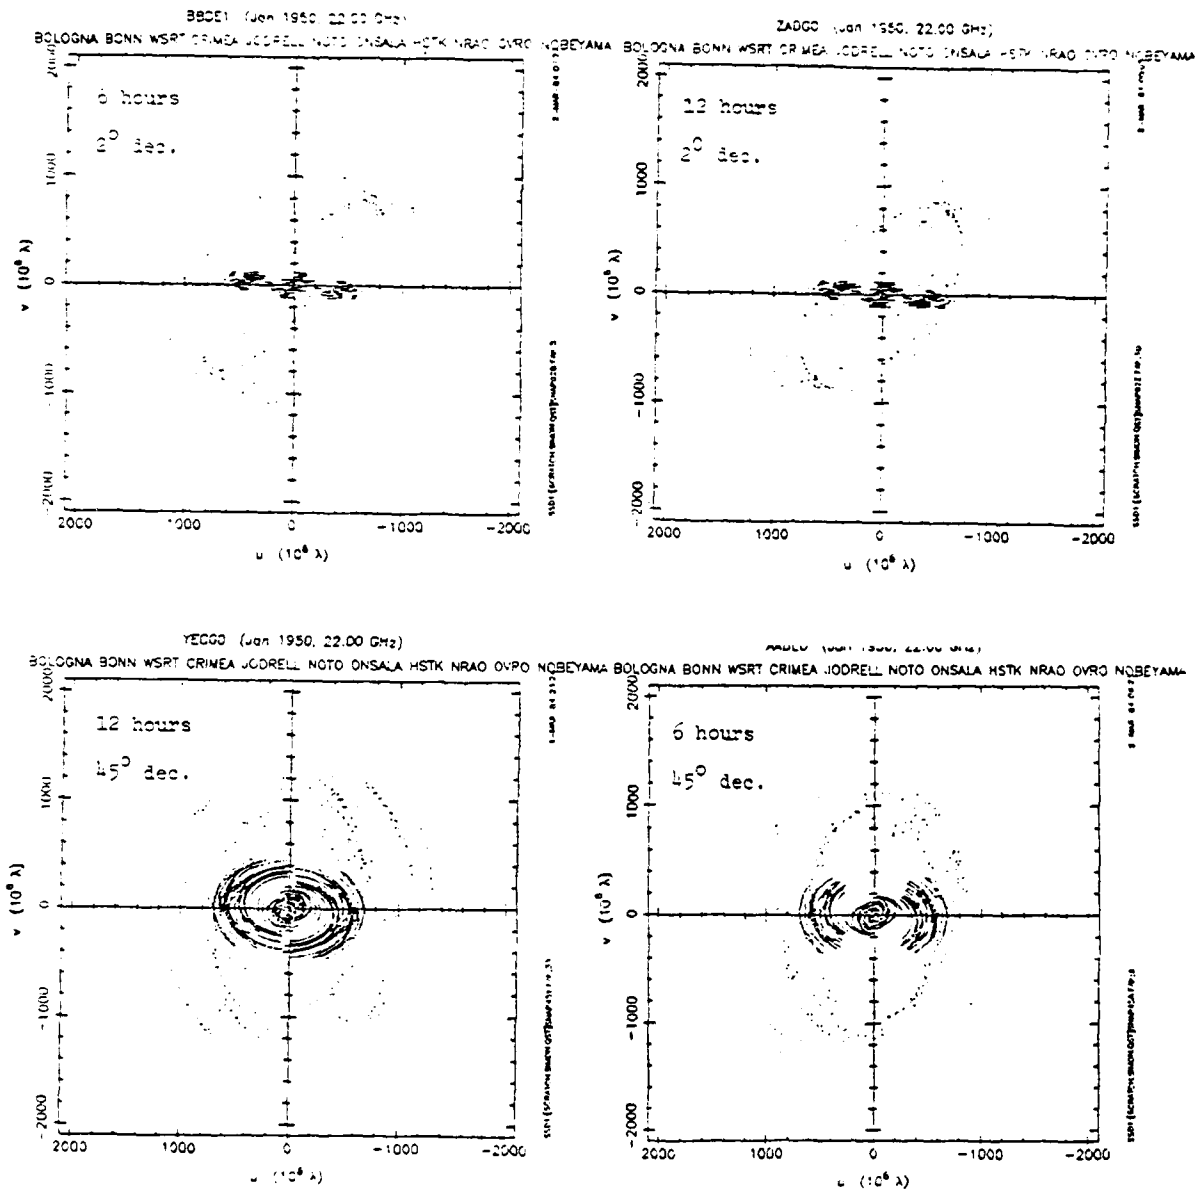 BBDE1 (Jan 1950, 22.00 GHz)
BOLOGNA BONN WSRT CRIMEA JODRELL NOTO ONSALA HSTK NRAO OVRO NOBEYAMA
6 hours
2° dec.
v (10⁶ λ)
2000
1000
0
-1000
-2000
2000
1000
0
-1000
-2000
u (10⁶ λ)
ZADGO (Jan 1950, 22.00 GHz)
BOLOGNA BONN WSRT CRIMEA JODRELL NOTO ONSALA HSTK NRAO OVRO NOBEYAMA
12 hours
2° dec.
v (10⁶ λ)
2000
1000
0
-1000
-2000
2000
1000
0
-1000
-2000
u (10⁶ λ)
YECGO (Jan 1950, 22.00 GHz)
BOLOGNA BONN WSRT CRIMEA JODRELL NOTO ONSALA HSTK NRAO OVRO NOBEYAMA
12 hours
45° dec.
v (10⁶ λ)
2000
1000
0
-1000
-2000
2000
1000
0
-1000
-2000
u (10⁶ λ)
(Jan 1950, 22.00 GHz)
BOLOGNA BONN WSRT CRIMEA JODRELL NOTO ONSALA HSTK NRAO OVRO NOBEYAMA
6 hours
45° dec.
v (10⁶ λ)
2000
1000
0
-1000
-2000
2000
1000
0
-1000
-2000
u (10⁶ λ)